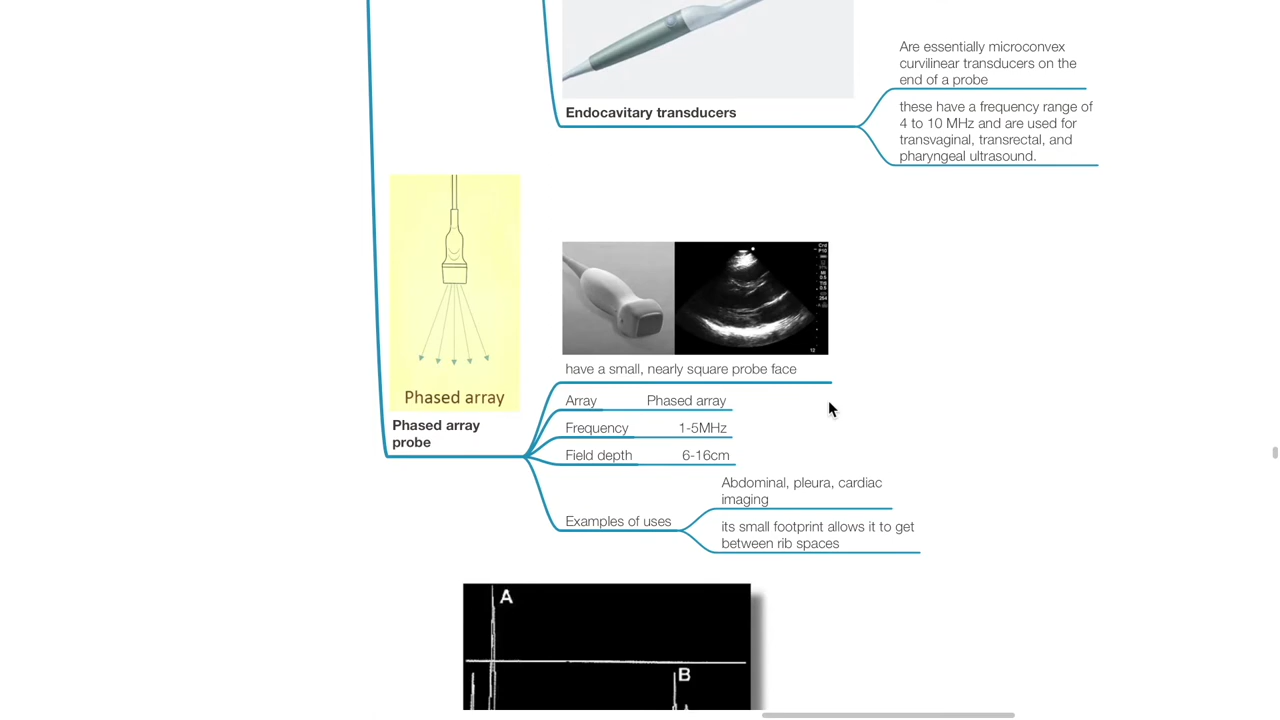 Are essentially microconvex
curvilinear transducers on the
end of a probe
Endocavitary transducers
these have a frequency range of
4 to 10 MHz and are used for
transvaginal, transrectal, and
pharyngeal ultrasound.
Phased array
Phased array
probe
12
have a small, nearly square probe face
Array Phased array
Frequency 1-5MHz
Field depth 6-16cm
Examples of uses
Abdominal, pleura, cardiac
imaging
its small footprint allows it to get
between rib spaces
A
B